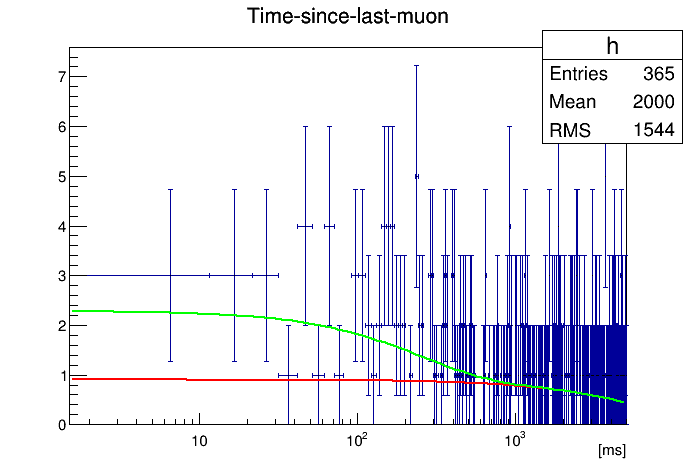 Time-since-last-muon
h
Entries 365
Mean 2000
RMS 1544
7
6
5
4
3
2
1
0
10 10² 10³
[ms]